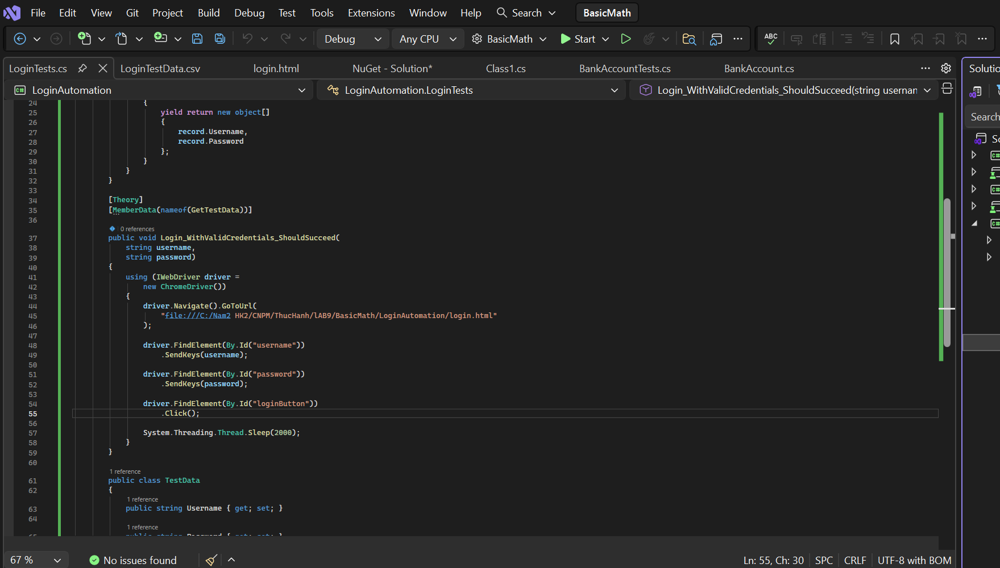 File Edit View Git Project Build Debug Test Tools Extensions Window Help Search BasicMath
Debug Any CPU BasicMath Start ABC
LoginTests.cs LoginTestData.csv login.html NuGet - Solution* Class1.cs BankAccountTests.cs BankAccount.cs Solutio
C# LoginAutomation LoginAutomation.LoginTests Login_WithValidCredentials_ShouldSucceed(string usernan
Search
24 {
25 yield return new object[]
26 {
27 record.Username,
28 record.Password
29 };
30 }
31 }
32 }
33
34 [Theory]
35 [MemberData(nameof(GetTestData))]
36
0 references
37 public void Login_WithValidCredentials_ShouldSucceed(
38 string username,
39 string password)
40 {
41 using (IWebDriver driver =
42 new ChromeDriver())
43 {
44 driver.Navigate().GoToUrl(
45 "file:///C:/Nam2 HK2/CNPM/ThucHanh/lAB9/BasicMath/LoginAutomation/login.html"
46 );
47
48 driver.FindElement(By.Id("username"))
49 .SendKeys(username);
50
51 driver.FindElement(By.Id("password"))
52 .SendKeys(password);
53
54 driver.FindElement(By.Id("loginButton"))
55 .Click();
56
57 System.Threading.Thread.Sleep(2000);
58 }
59 }
60
1 reference
61 public class TestData
62 {
1 reference
63 public string Username { get; set; }
64
1 reference
65 public string Password { get; set; }
67 % No issues found Ln: 55, Ch: 30 SPC CRLF UTF-8 with BOM